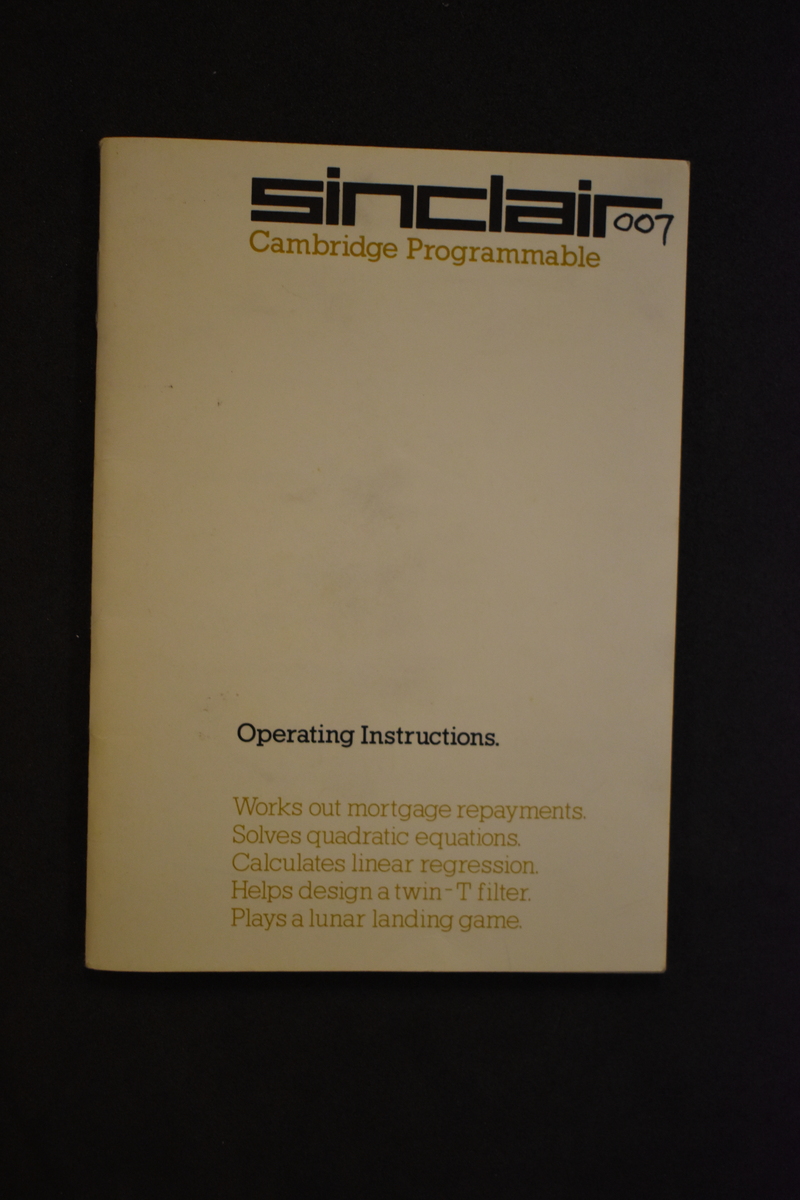 sinclair 007
Cambridge Programmable
Operating Instructions.
Works out mortgage repayments.
Solves quadratic equations.
Calculates linear regression.
Helps design a twin-T filter.
Plays a lunar landing game.